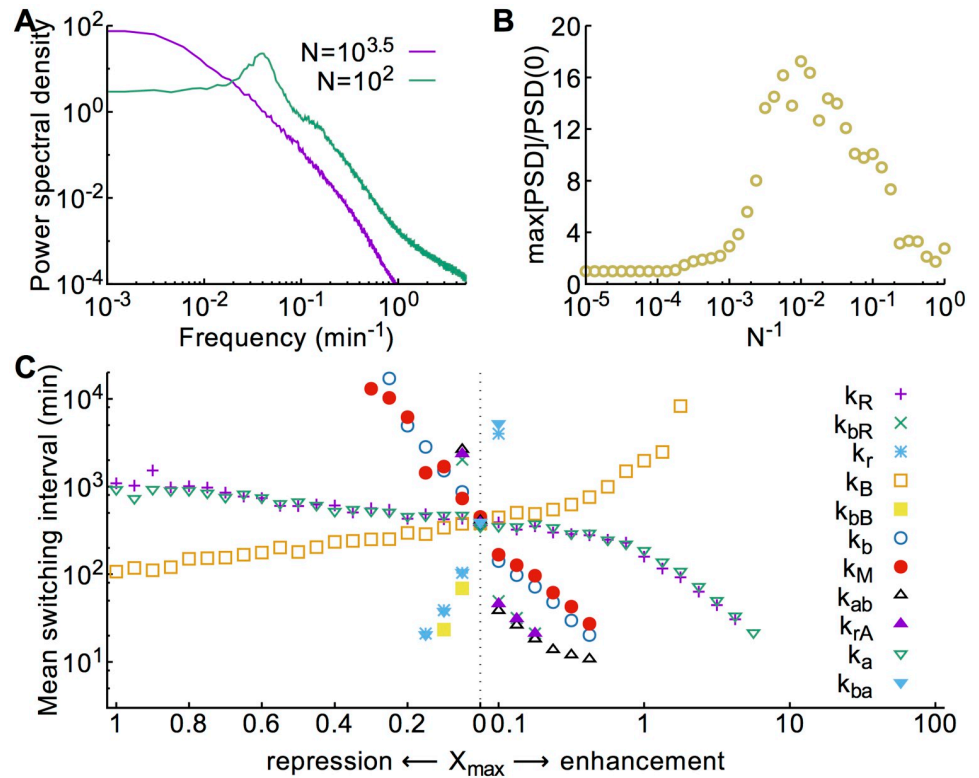 A
Power spectral density
10^2
10^0
10^-2
10^-4
10^-3
10^-2
10^-1
10^0
Frequency (min^-1)
N=10^3.5
N=10^2
B
max[PSD]/PSD(0)
20
16
12
8
4
0
10^-5
10^-4
10^-3
10^-2
10^-1
10^0
N^-1
C
Mean switching interval (min)
10^4
10^3
10^2
10^1
1
0.8
0.6
0.4
0.2
0
0.1
1
10
100
repression ← X_max → enhancement
k_R
k_bR
k_r
k_B
k_bB
k_b
k_M
k_ab
k_rA
k_a
k_ba